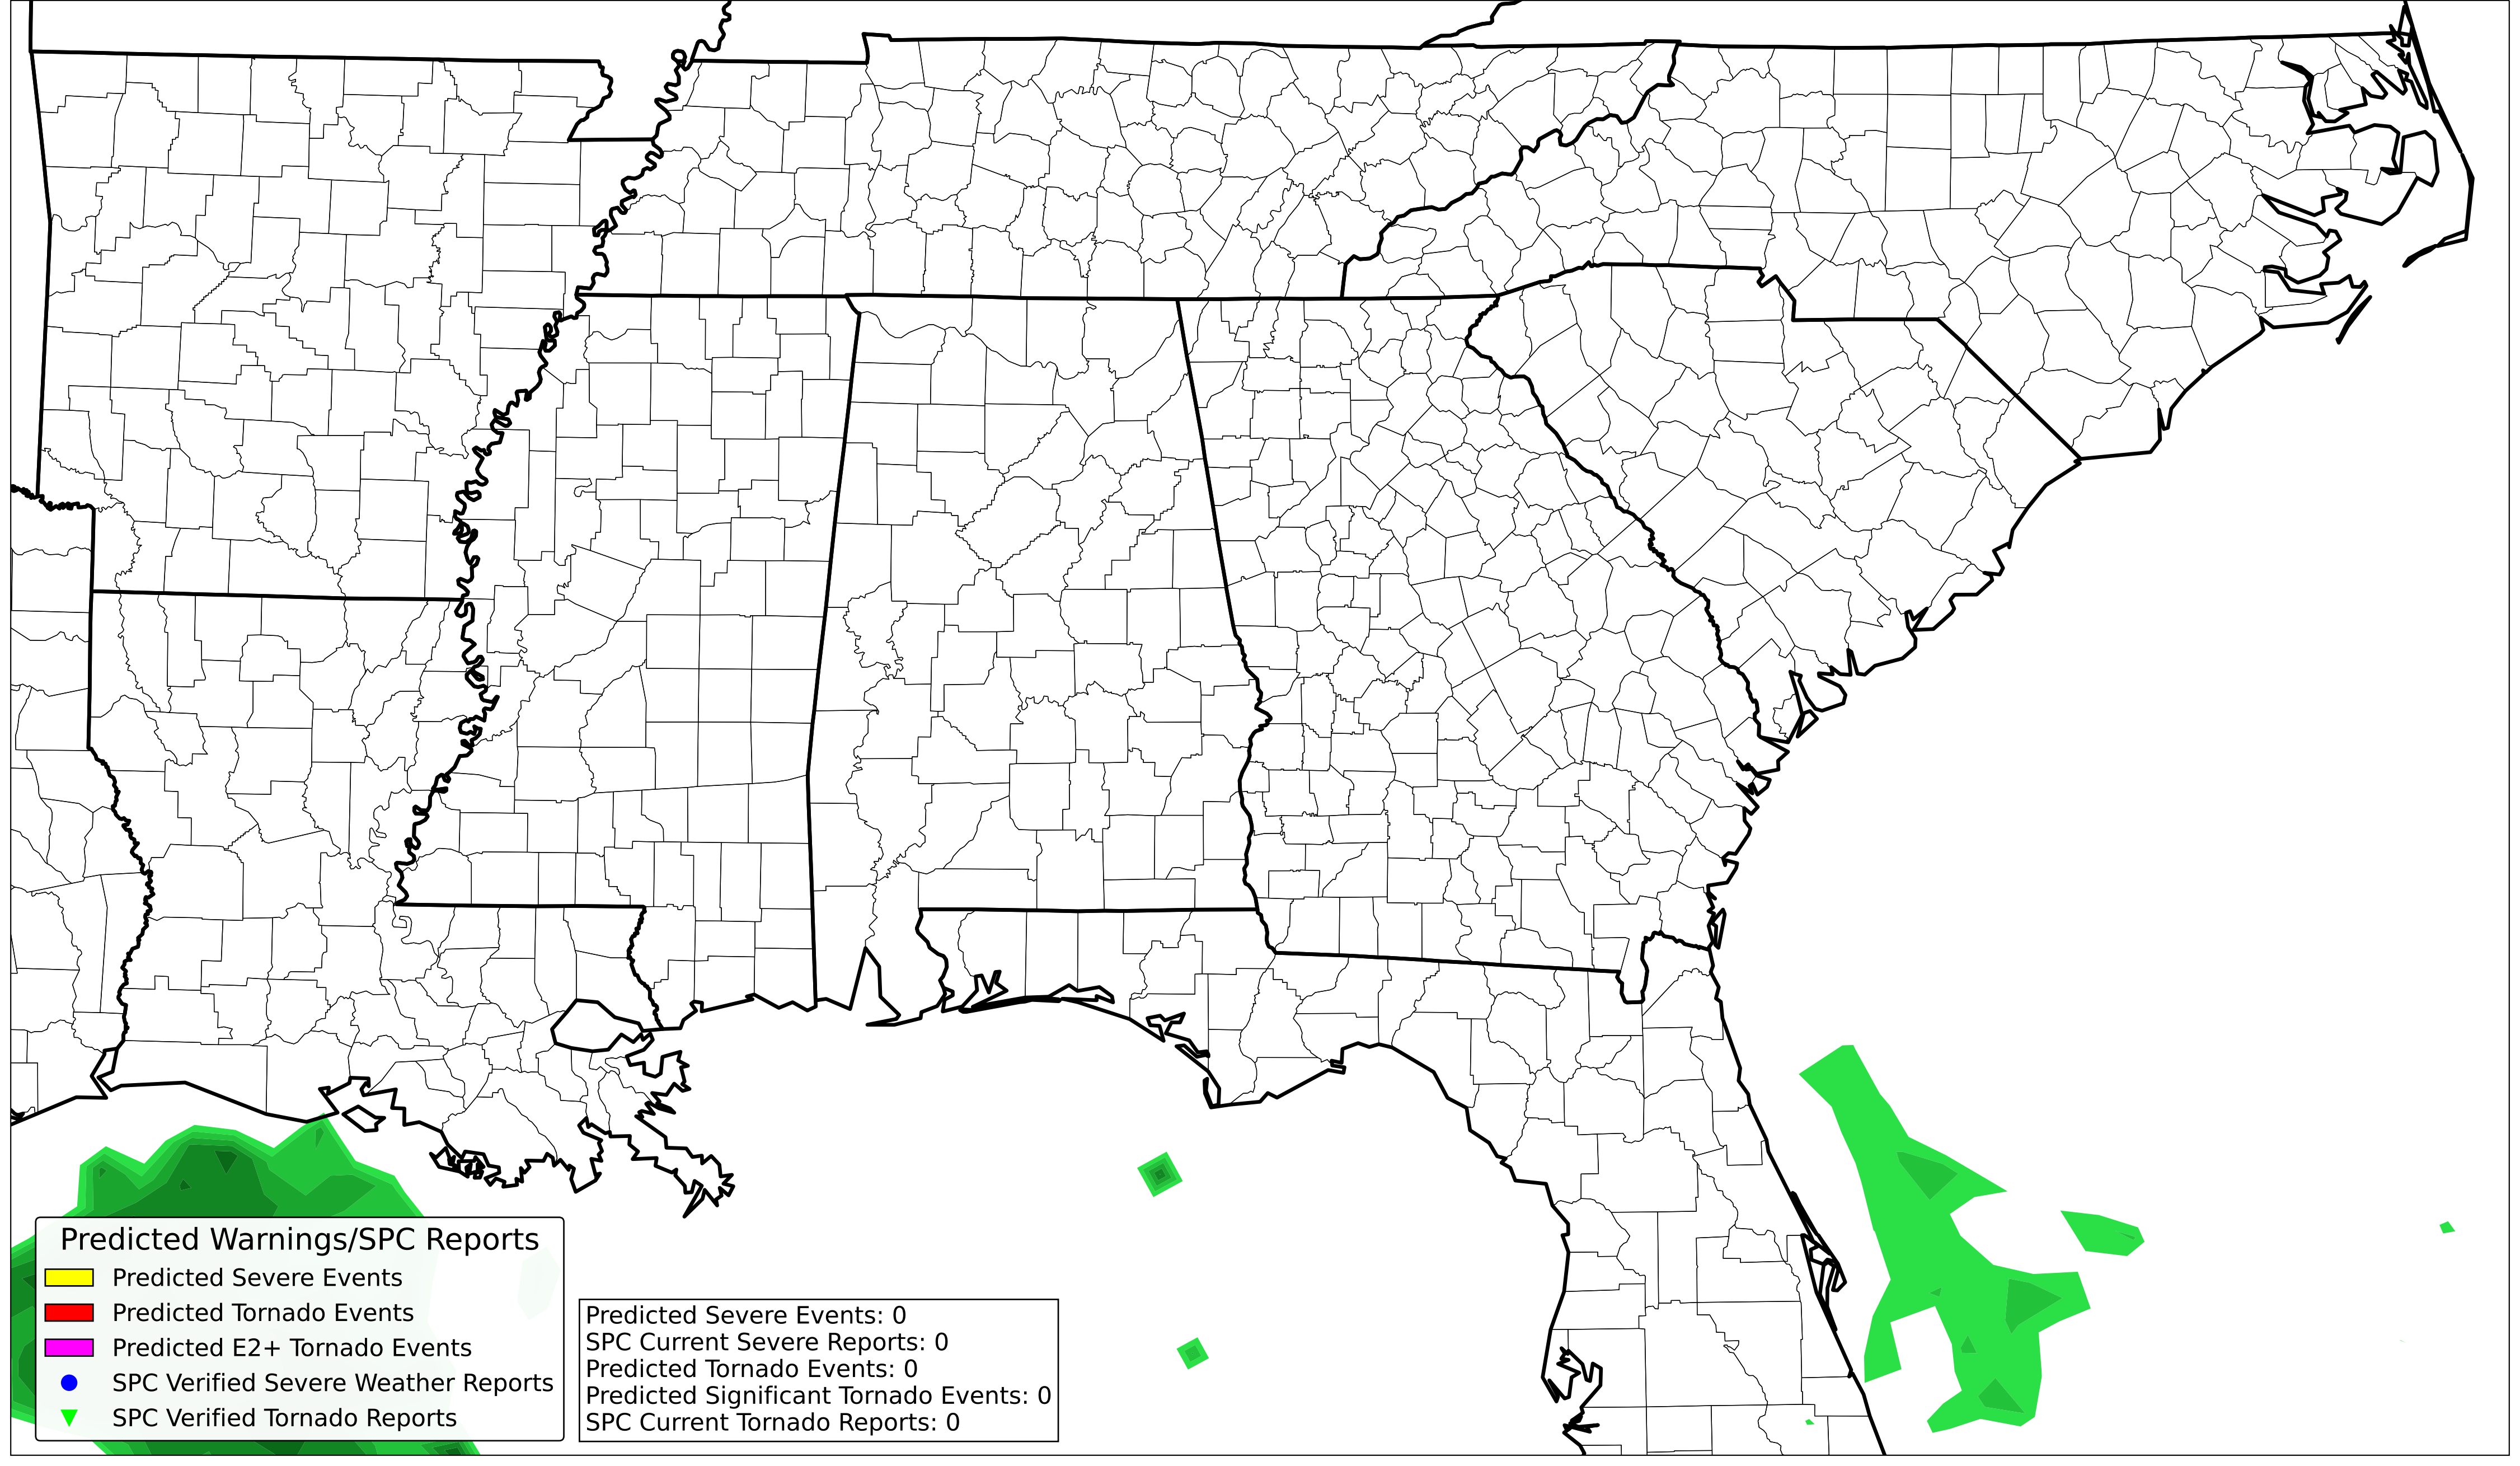 Predicted Warnings/SPC Reports
Predicted Severe Events
Predicted Tornado Events
Predicted E2+ Tornado Events
SPC Verified Severe Weather Reports
SPC Verified Tornado Reports
Predicted Severe Events: 0
SPC Current Severe Reports: 0
Predicted Tornado Events: 0
Predicted Significant Tornado Events: 0
SPC Current Tornado Reports: 0